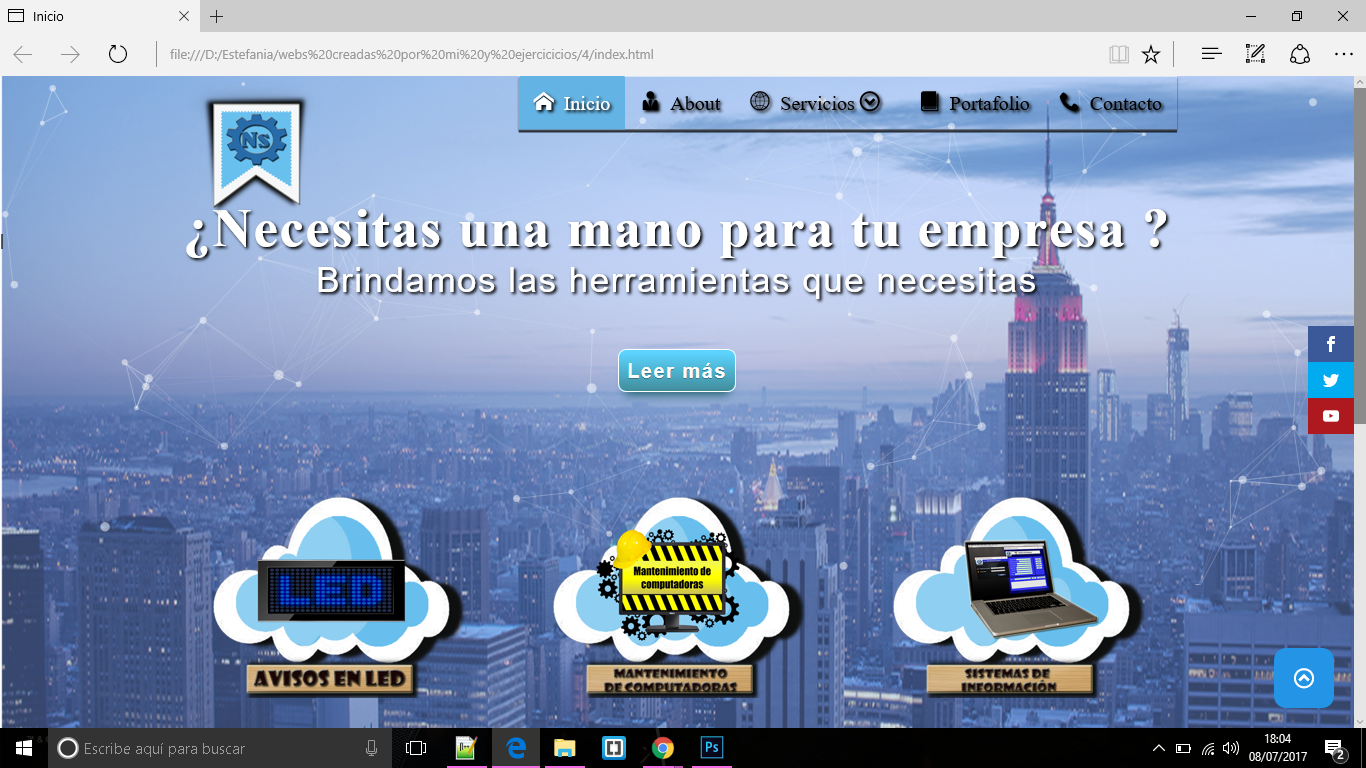 Inicio
file:///D:/Estefania/webs%20creadas%20por%20mi%20y%20ejercicicios/4/index.html
Inicio About Servicios Portafolio Contacto
NS
¿Necesitas una mano para tu empresa ?
Brindamos las herramientas que necesitas
Leer más
LED
Mantenimiento de
computadoras
AVISOS EN LED
MANTENIMIENTO
DE COMPUTADORAS
SISTEMAS DE
INFORMACIÓN
Escribe aquí para buscar
Ps
18:04
08/07/2017
2